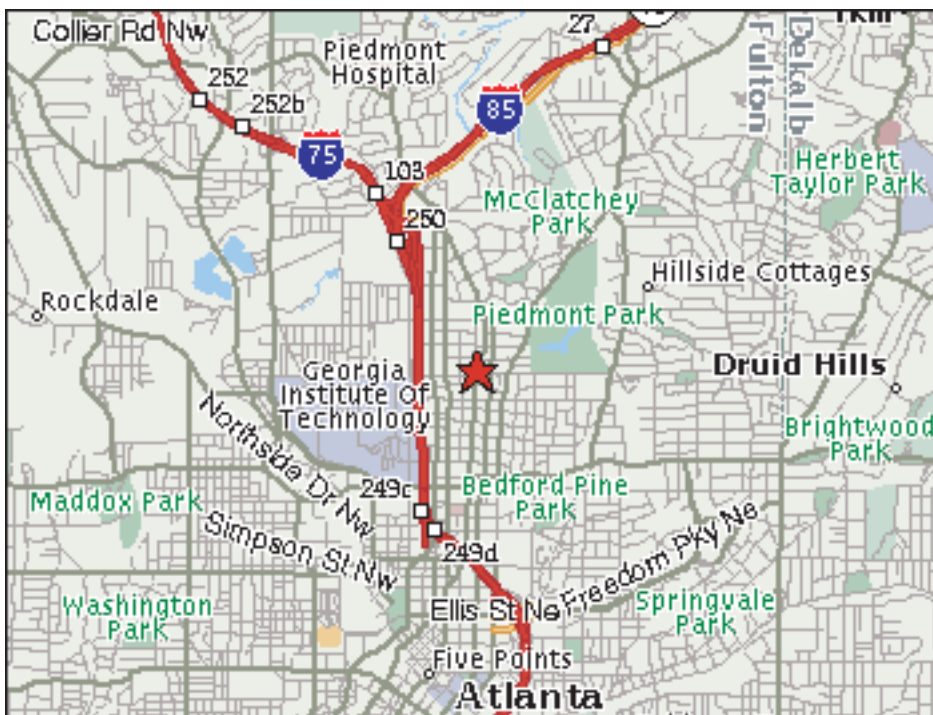 Collier Rd Nw
27
1km
Piedmont
Hospital
252
252b
85
Dekalb
Fulton
75
103
Herbert
Taylor Park
McClatchey
Park
250
Hillside Cottages
Rockdale
Piedmont Park
Georgia
Institute Of
Technology
Druid Hills
Northside Dr Nw
Brightwood
Park
249c
Bedford Pine
Park
Maddox Park
Simpson St Nw
249d
Freedom Pky Ne
Washington
Park
Ellis St Ne
Springvale
Park
Five Points
Atlanta